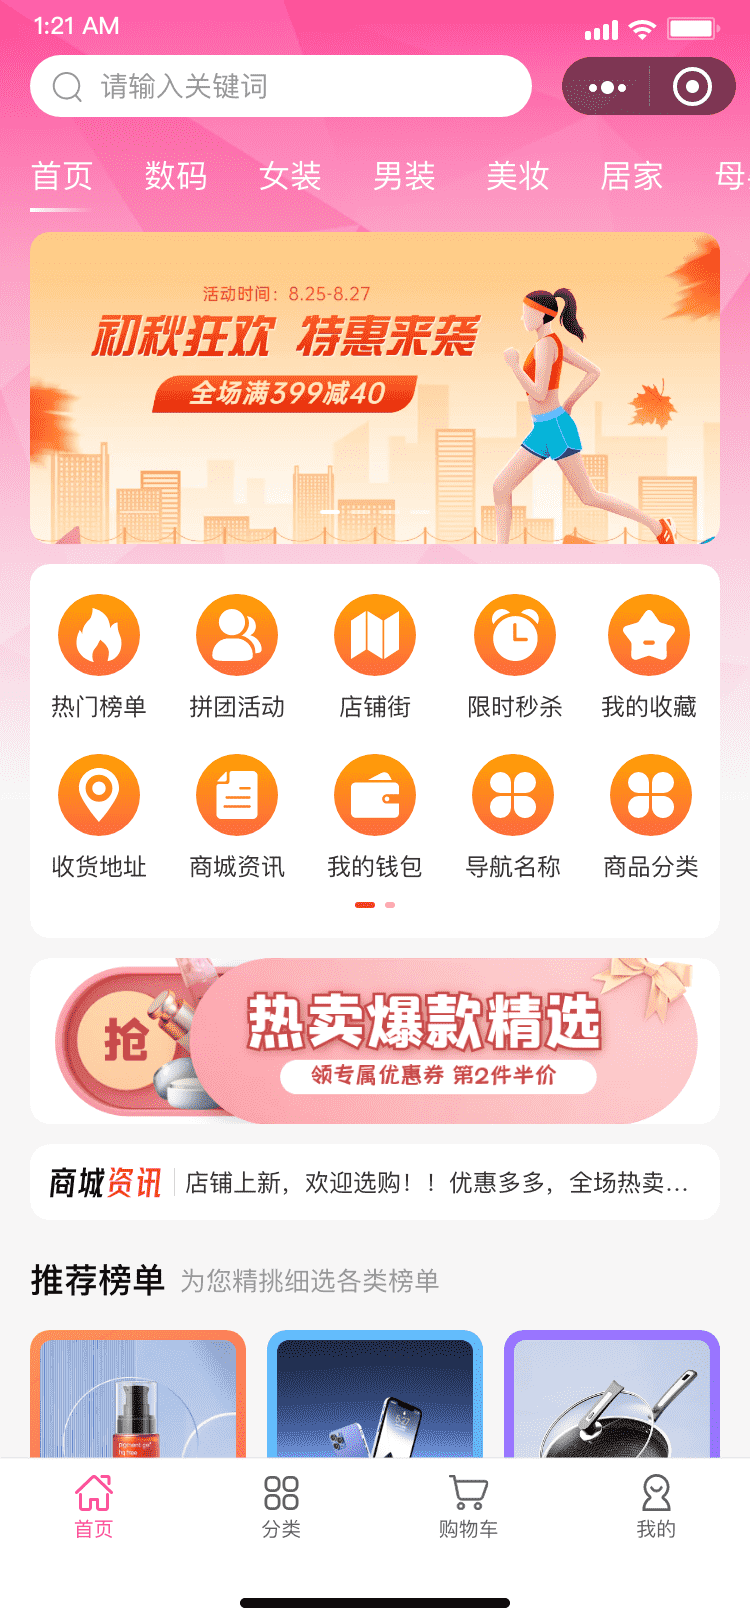 1:21 AM
请输入关键词
首页 数码 女装 男装 美妆 居家
活动时间：8.25-8.27
初秋狂欢 特惠来袭
全场满399减40
热门榜单 拼团活动 店铺街 限时秒杀 我的收藏
收货地址 商城资讯 我的钱包 导航名称 商品分类
抢
热卖爆款精选
领专属优惠券 第2件半价
商城资讯 店铺上新，欢迎选购！！优惠多多，全场热卖...
推荐榜单 为您精挑细选各类榜单
5:27
首页 分类 购物车 我的